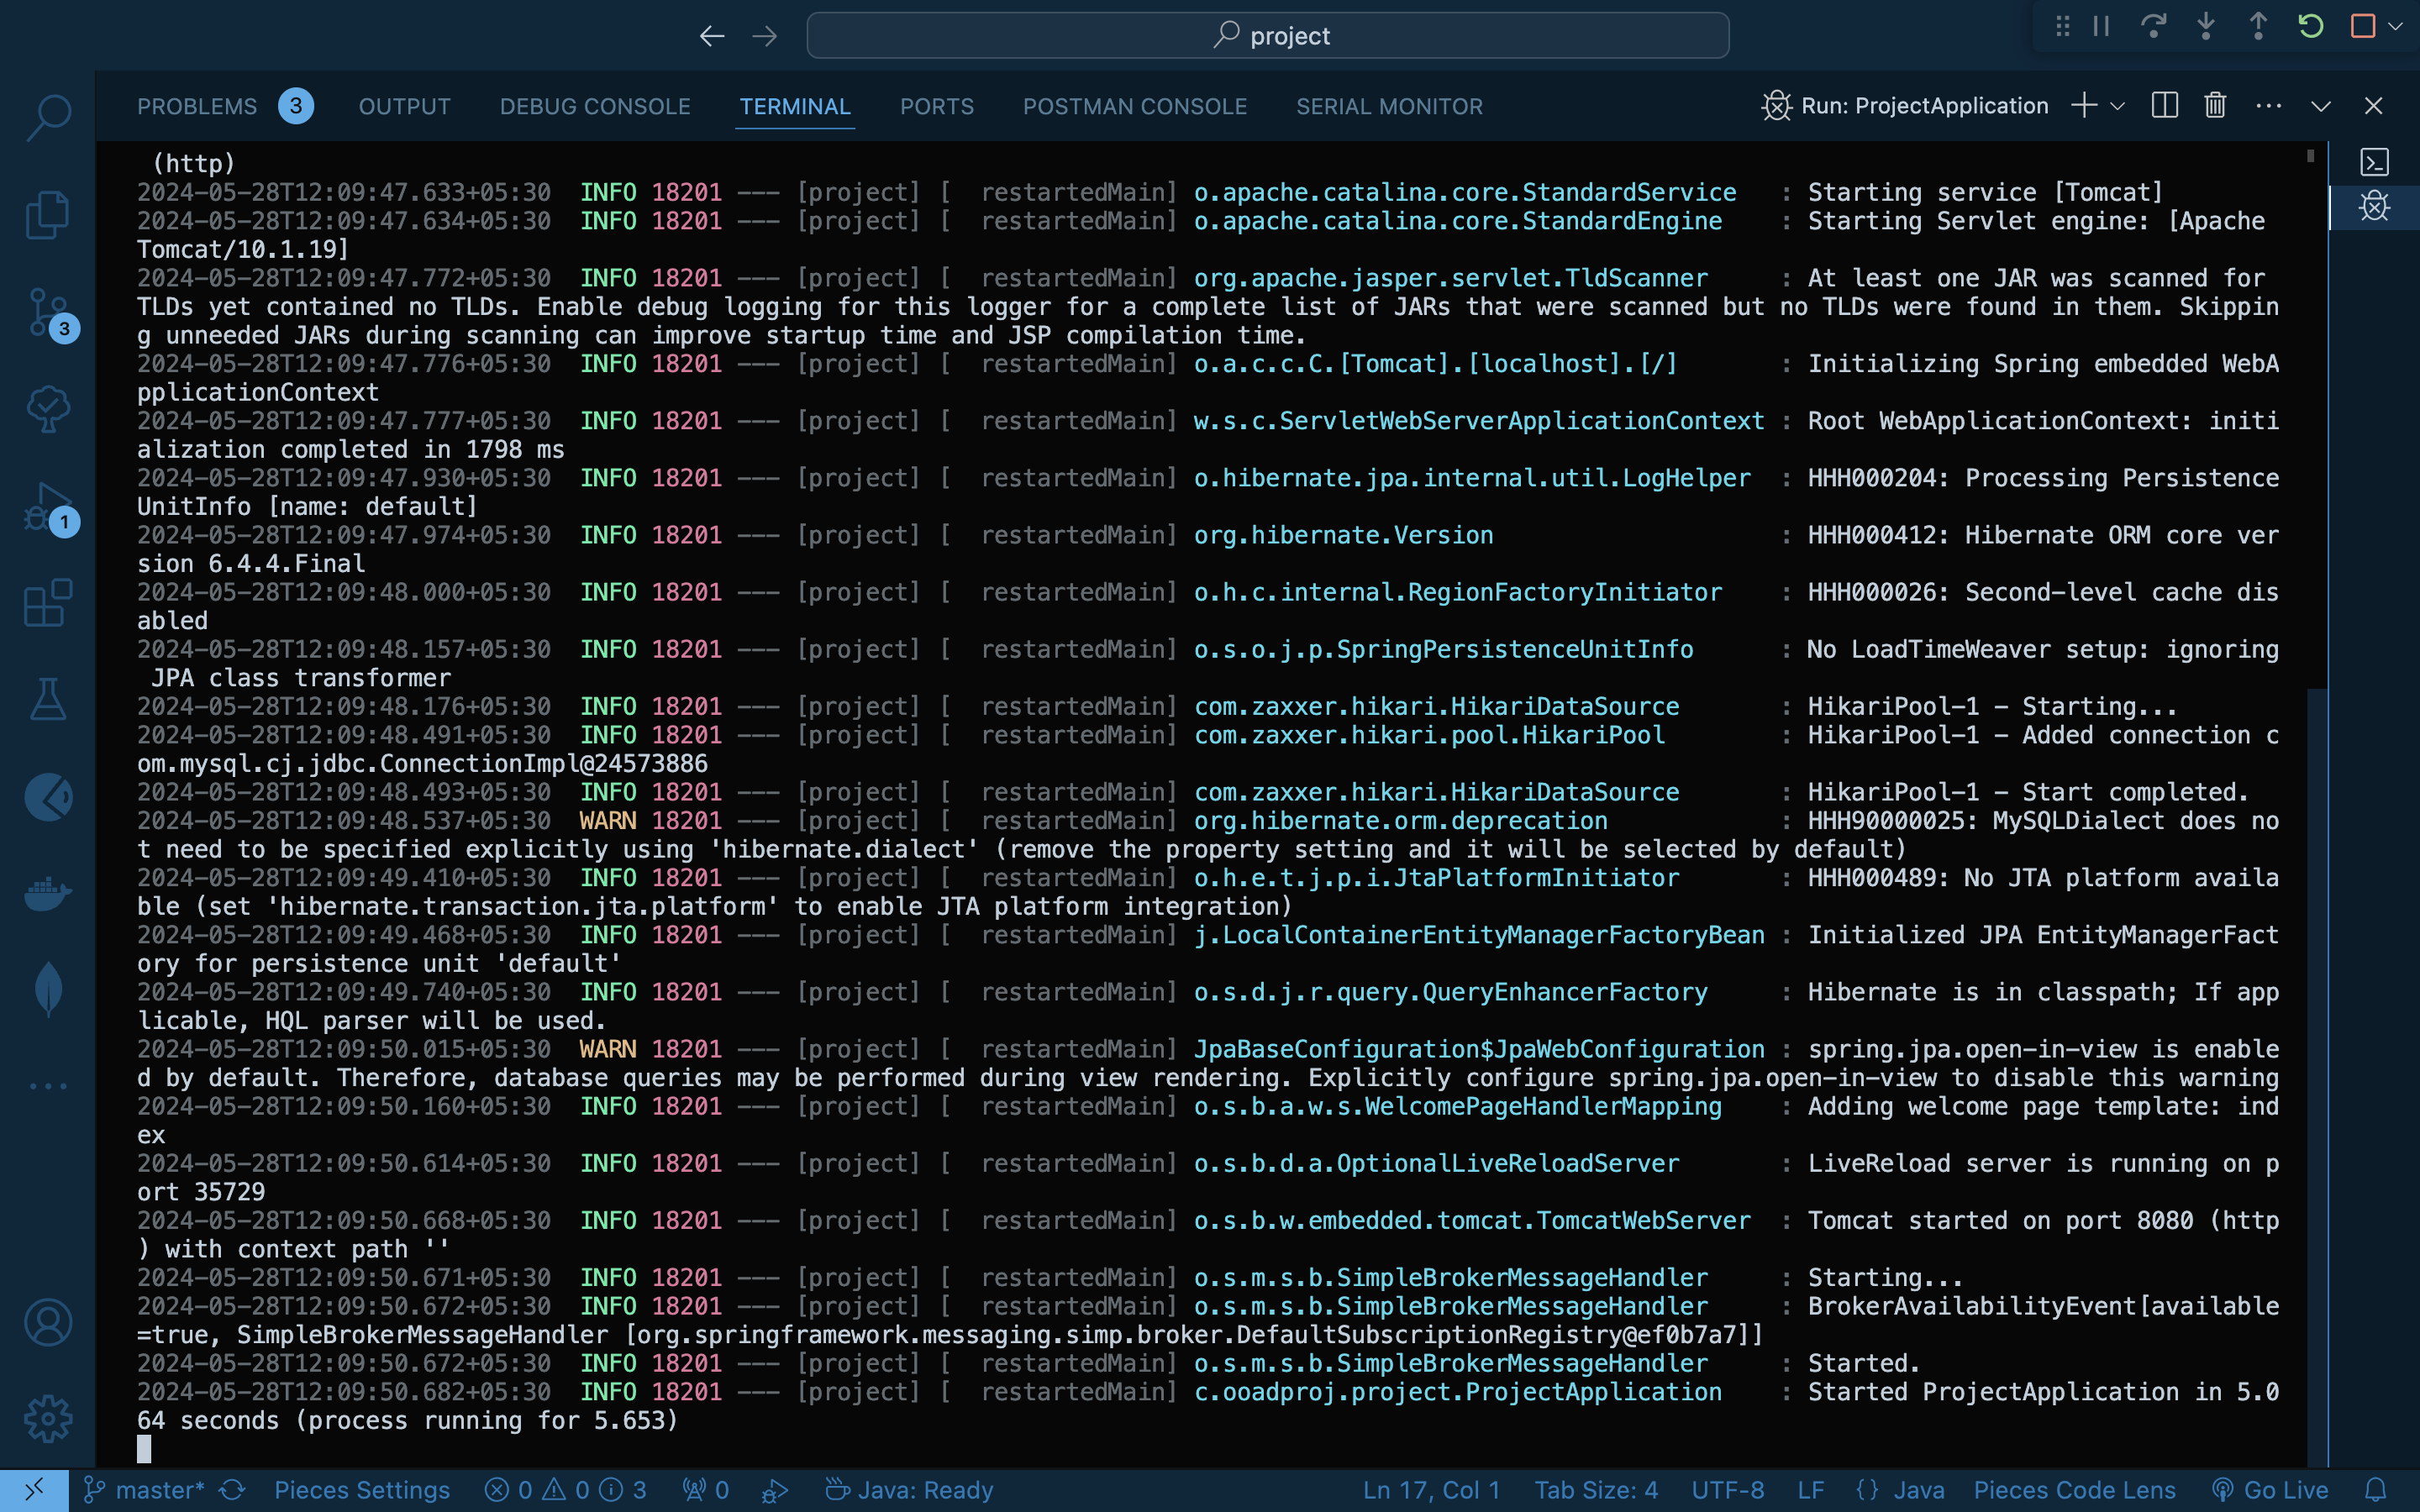 project
PROBLEMS 3 OUTPUT DEBUG CONSOLE TERMINAL PORTS POSTMAN CONSOLE SERIAL MONITOR Run: ProjectApplication
(http)
2024-05-28T12:09:47.633+05:30  INFO 18201 --- [project] [  restartedMain] o.apache.catalina.core.StandardService   : Starting service [Tomcat]
2024-05-28T12:09:47.634+05:30  INFO 18201 --- [project] [  restartedMain] o.apache.catalina.core.StandardEngine    : Starting Servlet engine: [Apache
Tomcat/10.1.19]
2024-05-28T12:09:47.772+05:30  INFO 18201 --- [project] [  restartedMain] org.apache.jasper.servlet.TldScanner     : At least one JAR was scanned for
TLDs yet contained no TLDs. Enable debug logging for this logger for a complete list of JARs that were scanned but no TLDs were found in them. Skippin
g unneeded JARs during scanning can improve startup time and JSP compilation time.
2024-05-28T12:09:47.776+05:30  INFO 18201 --- [project] [  restartedMain] o.a.c.c.C.[Tomcat].[localhost].[/]       : Initializing Spring embedded WebA
pplicationContext
2024-05-28T12:09:47.777+05:30  INFO 18201 --- [project] [  restartedMain] w.s.c.ServletWebServerApplicationContext : Root WebApplicationContext: initi
alization completed in 1798 ms
2024-05-28T12:09:47.930+05:30  INFO 18201 --- [project] [  restartedMain] o.hibernate.jpa.internal.util.LogHelper  : HHH000204: Processing Persistence
UnitInfo [name: default]
2024-05-28T12:09:47.974+05:30  INFO 18201 --- [project] [  restartedMain] org.hibernate.Version                    : HHH000412: Hibernate ORM core ver
sion 6.4.4.Final
2024-05-28T12:09:48.000+05:30  INFO 18201 --- [project] [  restartedMain] o.h.c.internal.RegionFactoryInitiator    : HHH000026: Second-level cache dis
abled
2024-05-28T12:09:48.157+05:30  INFO 18201 --- [project] [  restartedMain] o.s.o.j.p.SpringPersistenceUnitInfo      : No LoadTimeWeaver setup: ignoring
 JPA class transformer
2024-05-28T12:09:48.176+05:30  INFO 18201 --- [project] [  restartedMain] com.zaxxer.hikari.HikariDataSource       : HikariPool-1 - Starting...
2024-05-28T12:09:48.491+05:30  INFO 18201 --- [project] [  restartedMain] com.zaxxer.hikari.pool.HikariPool        : HikariPool-1 - Added connection c
om.mysql.cj.jdbc.ConnectionImpl@24573886
2024-05-28T12:09:48.493+05:30  INFO 18201 --- [project] [  restartedMain] com.zaxxer.hikari.HikariDataSource       : HikariPool-1 - Start completed.
2024-05-28T12:09:48.537+05:30  WARN 18201 --- [project] [  restartedMain] org.hibernate.orm.deprecation            : HHH90000025: MySQLDialect does no
t need to be specified explicitly using 'hibernate.dialect' (remove the property setting and it will be selected by default)
2024-05-28T12:09:49.410+05:30  INFO 18201 --- [project] [  restartedMain] o.h.e.t.j.p.i.JtaPlatformInitiator       : HHH000489: No JTA platform availa
ble (set 'hibernate.transaction.jta.platform' to enable JTA platform integration)
2024-05-28T12:09:49.468+05:30  INFO 18201 --- [project] [  restartedMain] j.LocalContainerEntityManagerFactoryBean : Initialized JPA EntityManagerFact
ory for persistence unit 'default'
2024-05-28T12:09:49.740+05:30  INFO 18201 --- [project] [  restartedMain] o.s.d.j.r.query.QueryEnhancerFactory     : Hibernate is in classpath; If app
licable, HQL parser will be used.
2024-05-28T12:09:50.015+05:30  WARN 18201 --- [project] [  restartedMain] JpaBaseConfiguration$JpaWebConfiguration : spring.jpa.open-in-view is enable
d by default. Therefore, database queries may be performed during view rendering. Explicitly configure spring.jpa.open-in-view to disable this warning
2024-05-28T12:09:50.160+05:30  INFO 18201 --- [project] [  restartedMain] o.s.b.a.w.s.WelcomePageHandlerMapping    : Adding welcome page template: ind
ex
2024-05-28T12:09:50.614+05:30  INFO 18201 --- [project] [  restartedMain] o.s.b.d.a.OptionalLiveReloadServer       : LiveReload server is running on p
ort 35729
2024-05-28T12:09:50.668+05:30  INFO 18201 --- [project] [  restartedMain] o.s.b.w.embedded.tomcat.TomcatWebServer  : Tomcat started on port 8080 (http
) with context path ''
2024-05-28T12:09:50.671+05:30  INFO 18201 --- [project] [  restartedMain] o.s.m.s.b.SimpleBrokerMessageHandler     : Starting...
2024-05-28T12:09:50.672+05:30  INFO 18201 --- [project] [  restartedMain] o.s.m.s.b.SimpleBrokerMessageHandler     : BrokerAvailabilityEvent[available
=true, SimpleBrokerMessageHandler [org.springframework.messaging.simp.broker.DefaultSubscriptionRegistry@ef0b7a7]]
2024-05-28T12:09:50.672+05:30  INFO 18201 --- [project] [  restartedMain] o.s.m.s.b.SimpleBrokerMessageHandler     : Started.
2024-05-28T12:09:50.682+05:30  INFO 18201 --- [project] [  restartedMain] c.ooadproj.project.ProjectApplication    : Started ProjectApplication in 5.0
64 seconds (process running for 5.653)
3
1
master* Pieces Settings 0 0 3 0 Java: Ready Ln 17, Col 1 Tab Size: 4 UTF-8 LF {} Java Pieces Code Lens Go Live